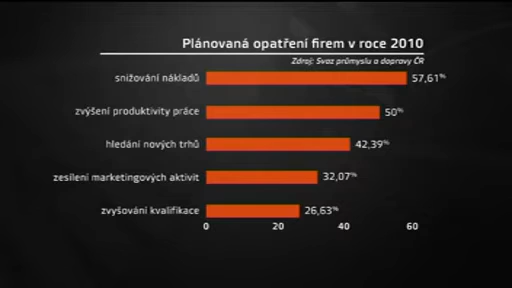 Plánovaná opatření firem v roce 2010
Zdroj: Svaz průmyslu a dopravy ČR
snižování nákladů 57,61%
zvýšení produktivity práce 50%
hledání nových trhů 42,39%
zesílení marketingových aktivit 32,07%
zvyšování kvalifikace 26,63%
0 20 40 60